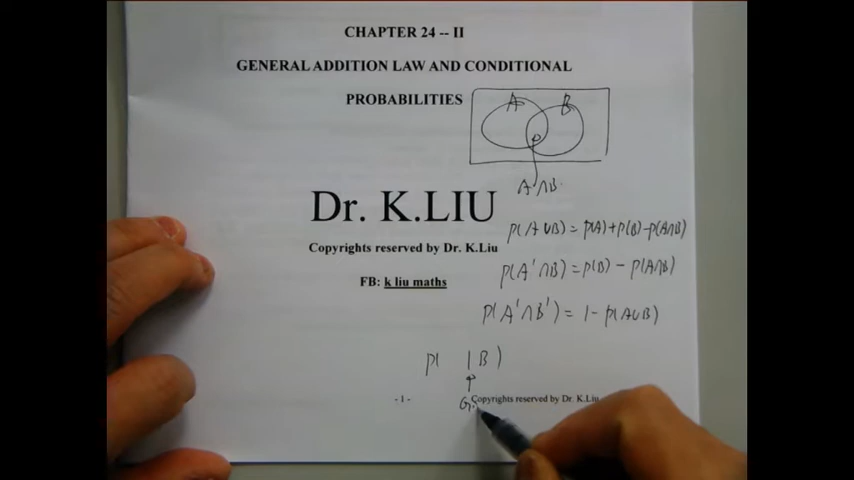 CHAPTER 24 -- II
GENERAL ADDITION LAW AND CONDITIONAL
PROBABILITIES
A B
A∩B
Dr. K.LIU
P(A∪B) = P(A)+P(B)-P(A∩B)
Copyrights reserved by Dr. K.Liu
P(A'∩B) = P(B) - P(A∩B)
FB: k liu maths
P(A'∩B') = 1 - P(A∪B)
P( |B)
- 1 - Copyrights reserved by Dr. K.Liu